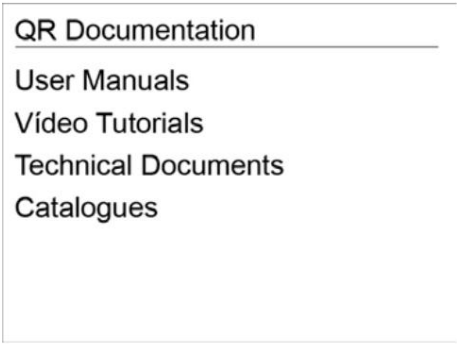 QR Documentation
User Manuals
Vídeo Tutorials
Technical Documents
Catalogues